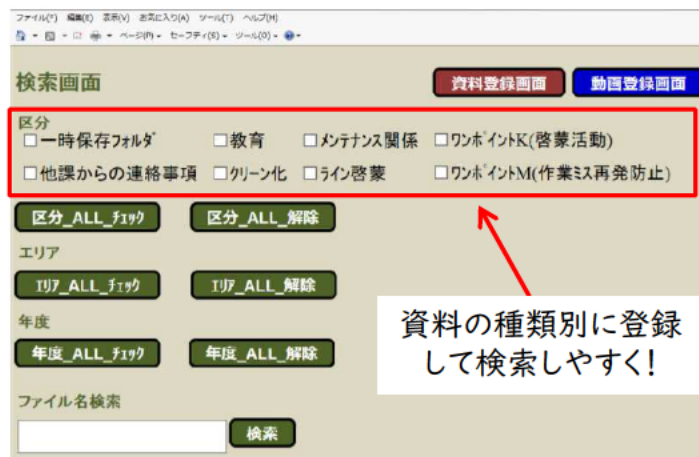 ファイル(F) 編集(E) 表示(V) お気に入り(A) ツール(T) ヘルプ(H)
ページ(P) セーフティ(S) ツール(O)
検索画面 資料登録画面 動画登録画面
区分
一時保存フォルダ 教育 メンテナンス関係 ワンポイントK(啓蒙活動)
他課からの連絡事項 クリーン化 ライン啓蒙 ワンポイントM(作業ミス再発防止)
区分_ALL_チェック 区分_ALL_解除
エリア
エリア_ALL_チェック エリア_ALL_解除
年度
年度_ALL_チェック 年度_ALL_解除
資料の種類別に登録
して検索しやすく!
ファイル名検索
検索